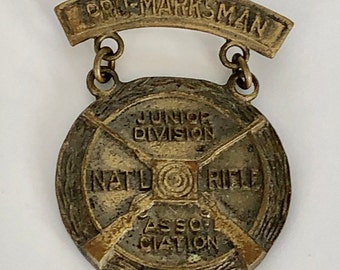 PRO-MARKSMAN
JUNIOR
DIVISION
NAT'L RIFLE
ASSO-
CIATION